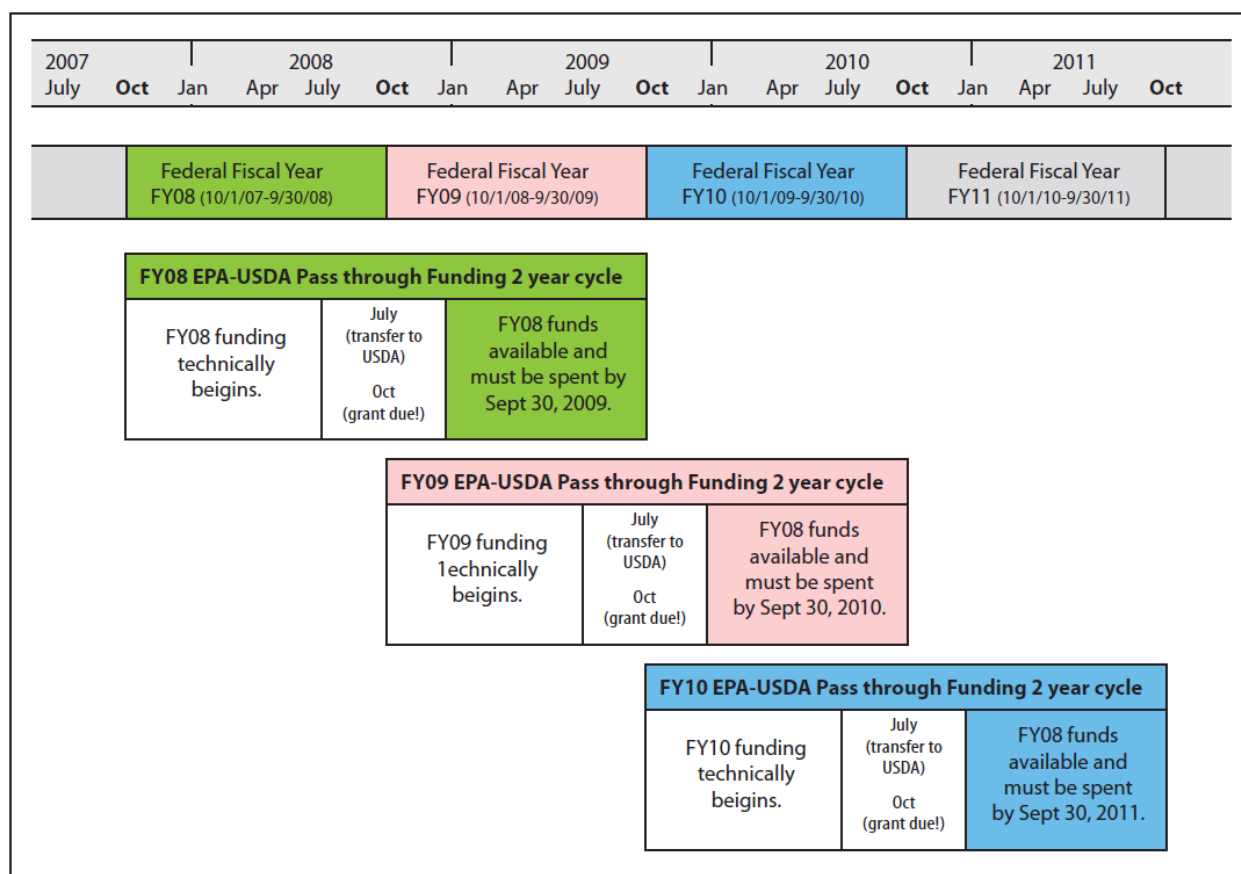 2007 2008 2009 2010 2011
July Oct Jan Apr July Oct Jan Apr July Oct Jan Apr July Oct Jan Apr July Oct
Federal Fiscal Year
FY08 (10/1/07-9/30/08)
Federal Fiscal Year
FY09 (10/1/08-9/30/09)
Federal Fiscal Year
FY10 (10/1/09-9/30/10)
Federal Fiscal Year
FY11 (10/1/10-9/30/11)
FY08 EPA-USDA Pass through Funding 2 year cycle
FY08 funding
technically
beigins.
July
(transfer to
USDA)
Oct
(grant due!)
FY08 funds
available and
must be spent by
Sept 30, 2009.
FY09 EPA-USDA Pass through Funding 2 year cycle
FY09 funding
1echnically
beigins.
July
(transfer to
USDA)
Oct
(grant due!)
FY08 funds
available and
must be spent
by Sept 30, 2010.
FY10 EPA-USDA Pass through Funding 2 year cycle
FY10 funding
technically
beigins.
July
(transfer to
USDA)
Oct
(grant due!)
FY08 funds
available and
must be spent
by Sept 30, 2011.